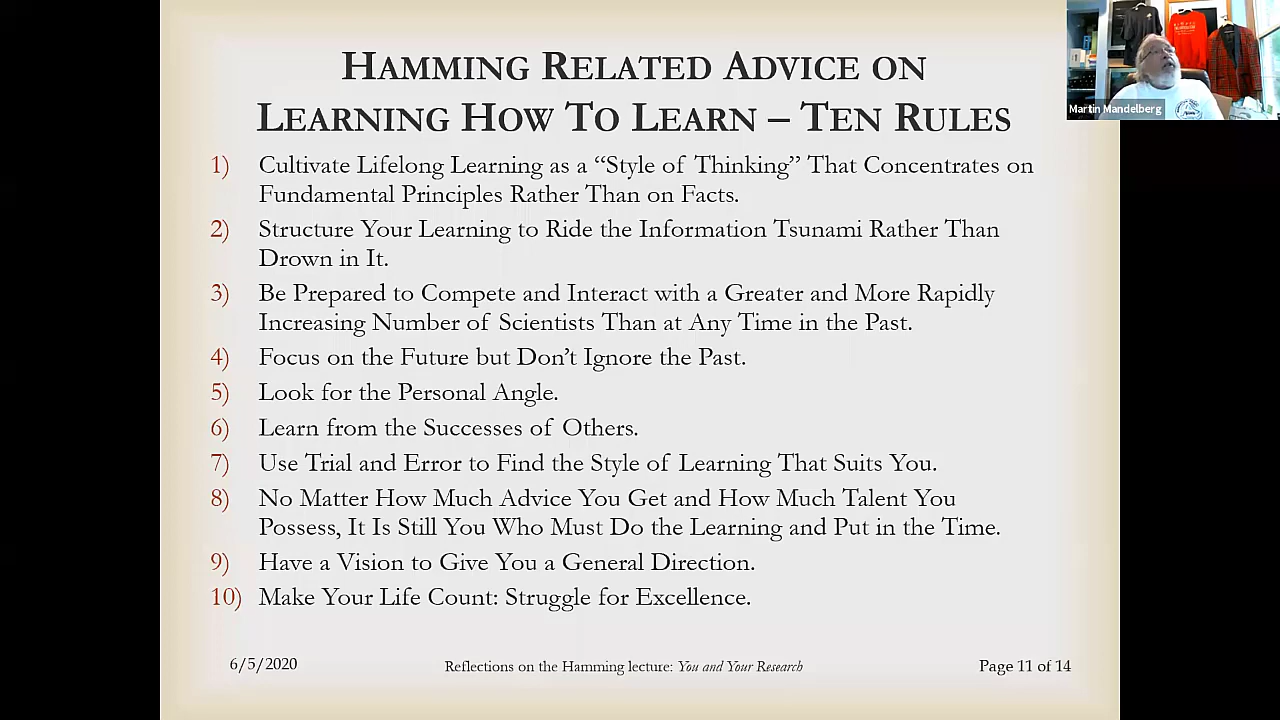 HAMMING RELATED ADVICE ON
LEARNING HOW TO LEARN – TEN RULES
1) Cultivate Lifelong Learning as a “Style of Thinking” That Concentrates on
Fundamental Principles Rather Than on Facts.
2) Structure Your Learning to Ride the Information Tsunami Rather Than
Drown in It.
3) Be Prepared to Compete and Interact with a Greater and More Rapidly
Increasing Number of Scientists Than at Any Time in the Past.
4) Focus on the Future but Don’t Ignore the Past.
5) Look for the Personal Angle.
6) Learn from the Successes of Others.
7) Use Trial and Error to Find the Style of Learning That Suits You.
8) No Matter How Much Advice You Get and How Much Talent You
Possess, It Is Still You Who Must Do the Learning and Put in the Time.
9) Have a Vision to Give You a General Direction.
10) Make Your Life Count: Struggle for Excellence.
6/5/2020 Reflections on the Hamming lecture: You and Your Research Page 11 of 14
Martin Mandelberg